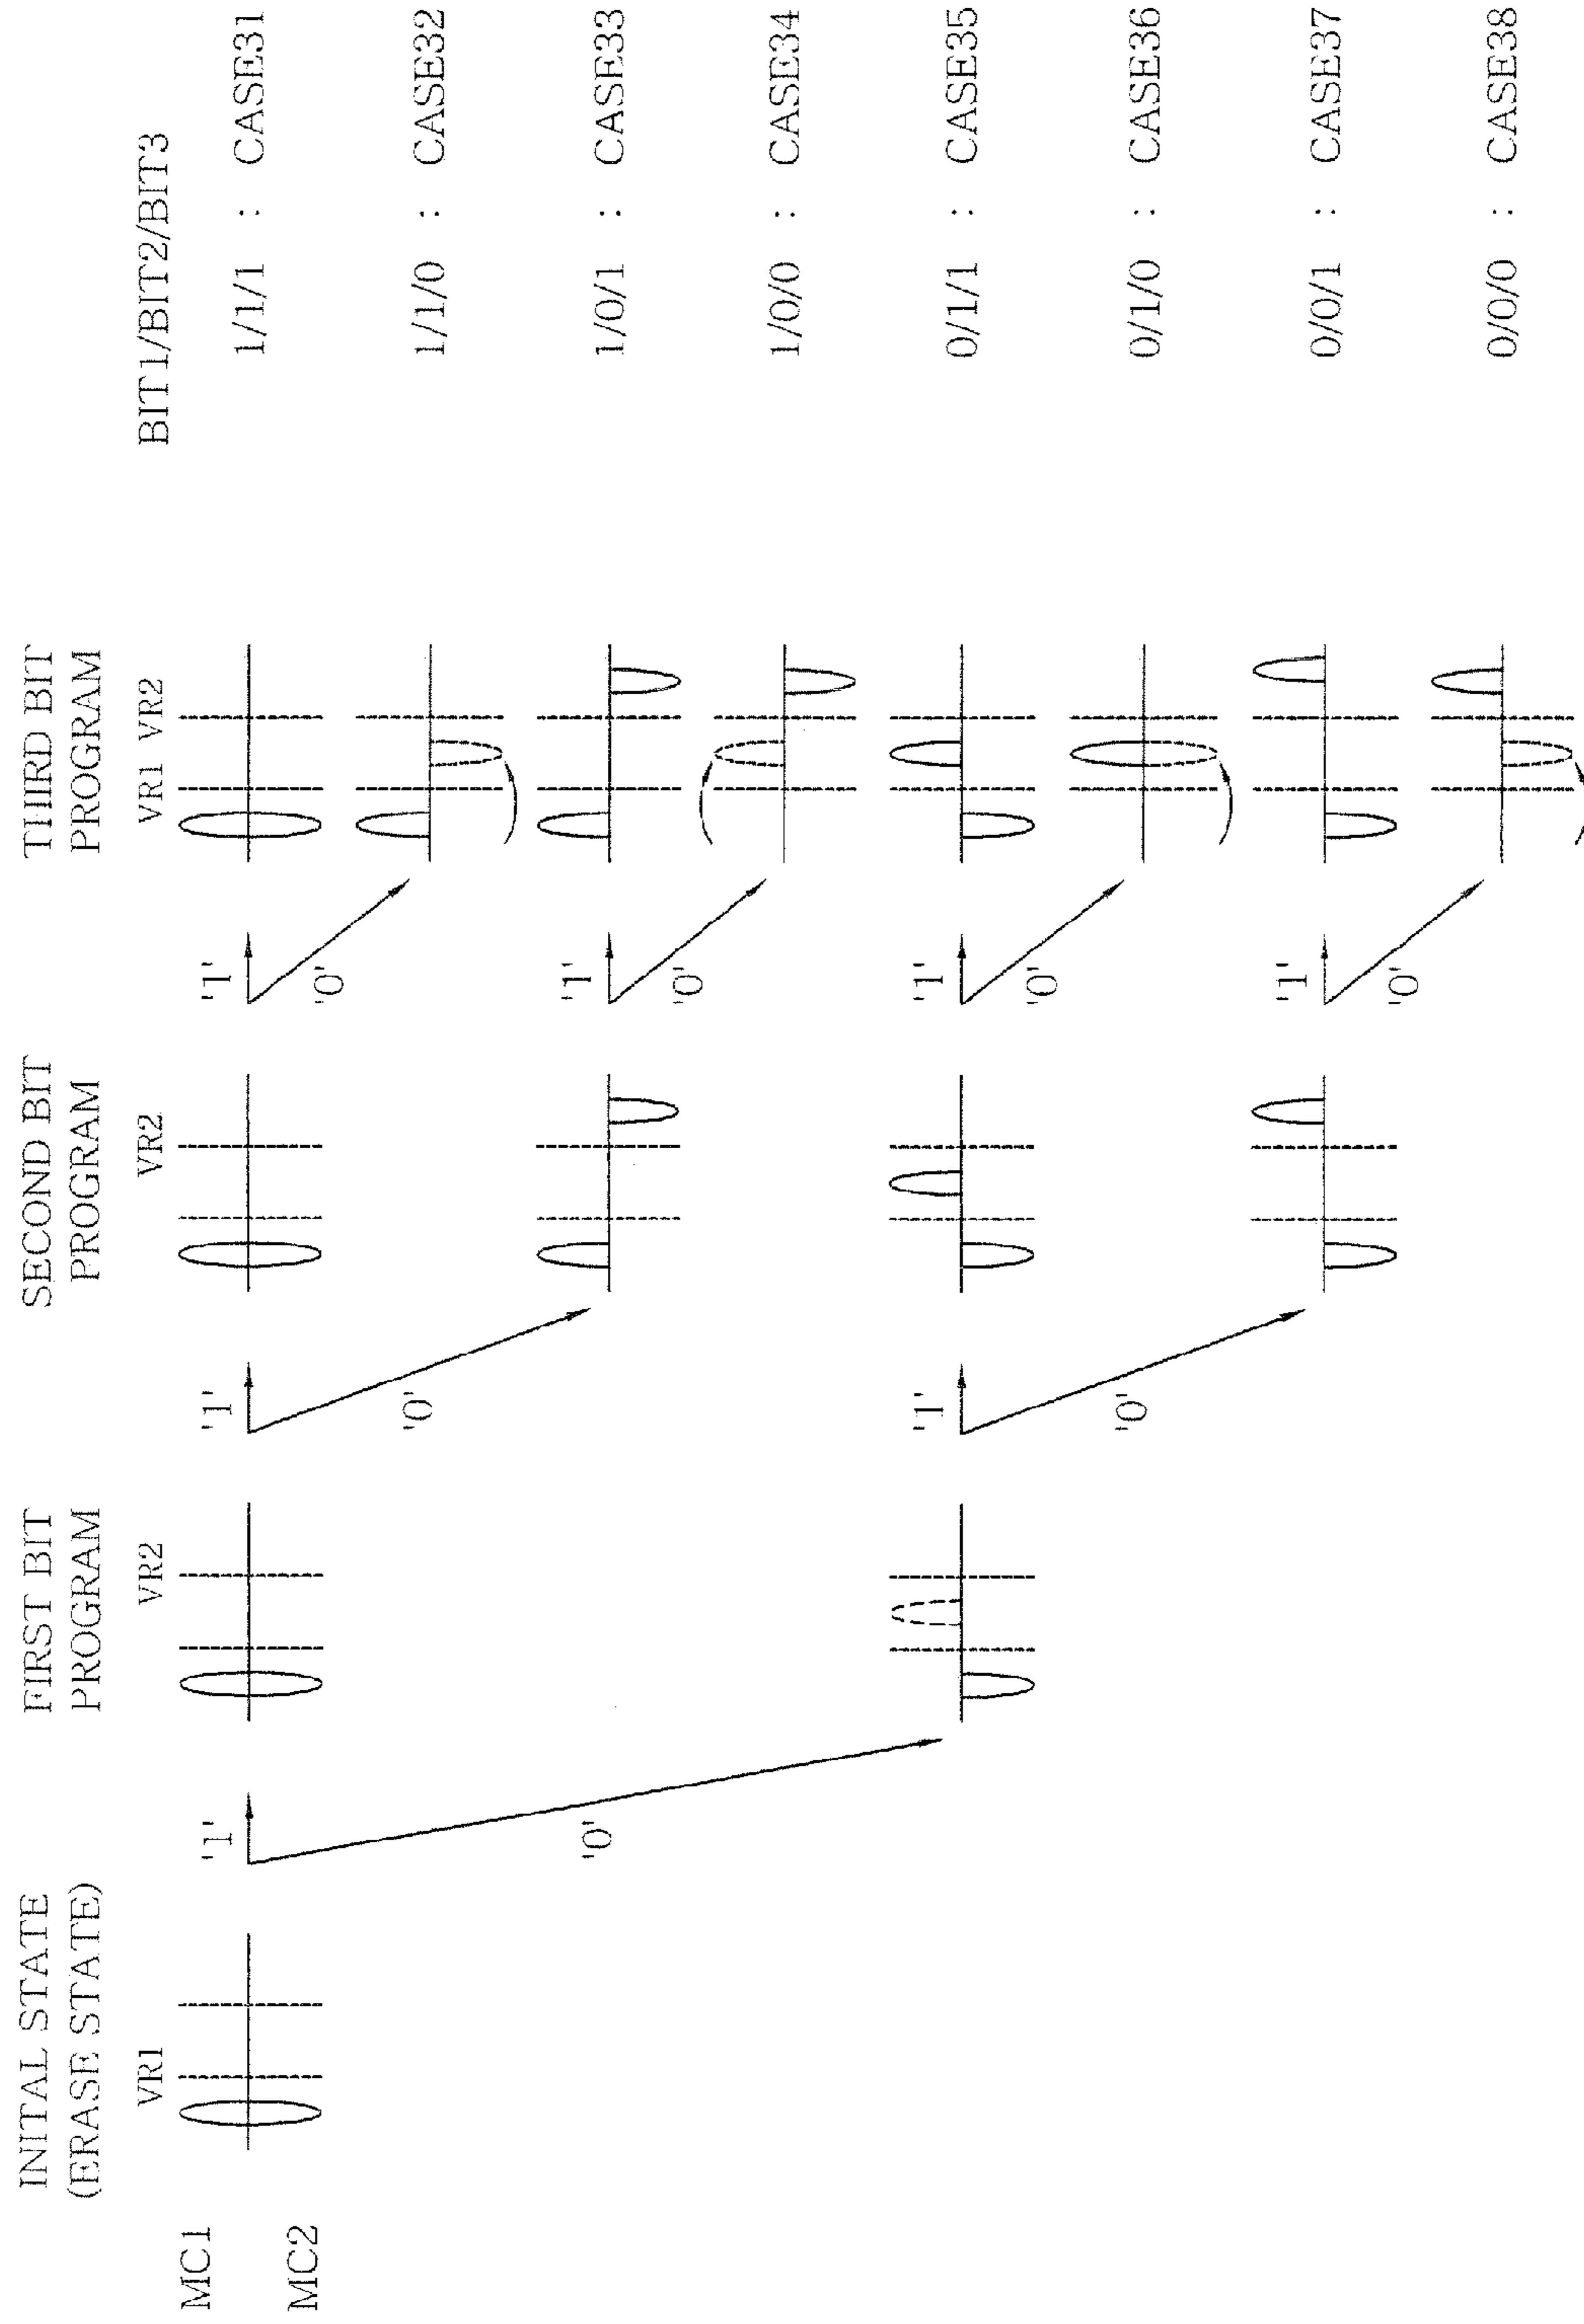 INITAL STATE
(ERASE STATE)
FIRST BIT
PROGRAM
SECOND BIT
PROGRAM
THIRD BIT
PROGRAM
VR1
VR2
VR2
VR1 VR2
BIT1/BIT2/BIT3
MC1
'1'
'1'
'1'
1/1/1 : CASE31
MC2
'0'
'0'
1/1/0 : CASE32
'1'
'0'
1/0/1 : CASE33
'0'
1/0/0 : CASE34
'1'
'1'
0/1/1 : CASE35
'0'
'0'
0/1/0 : CASE36
'1'
0/0/1 : CASE37
'0'
0/0/0 : CASE38